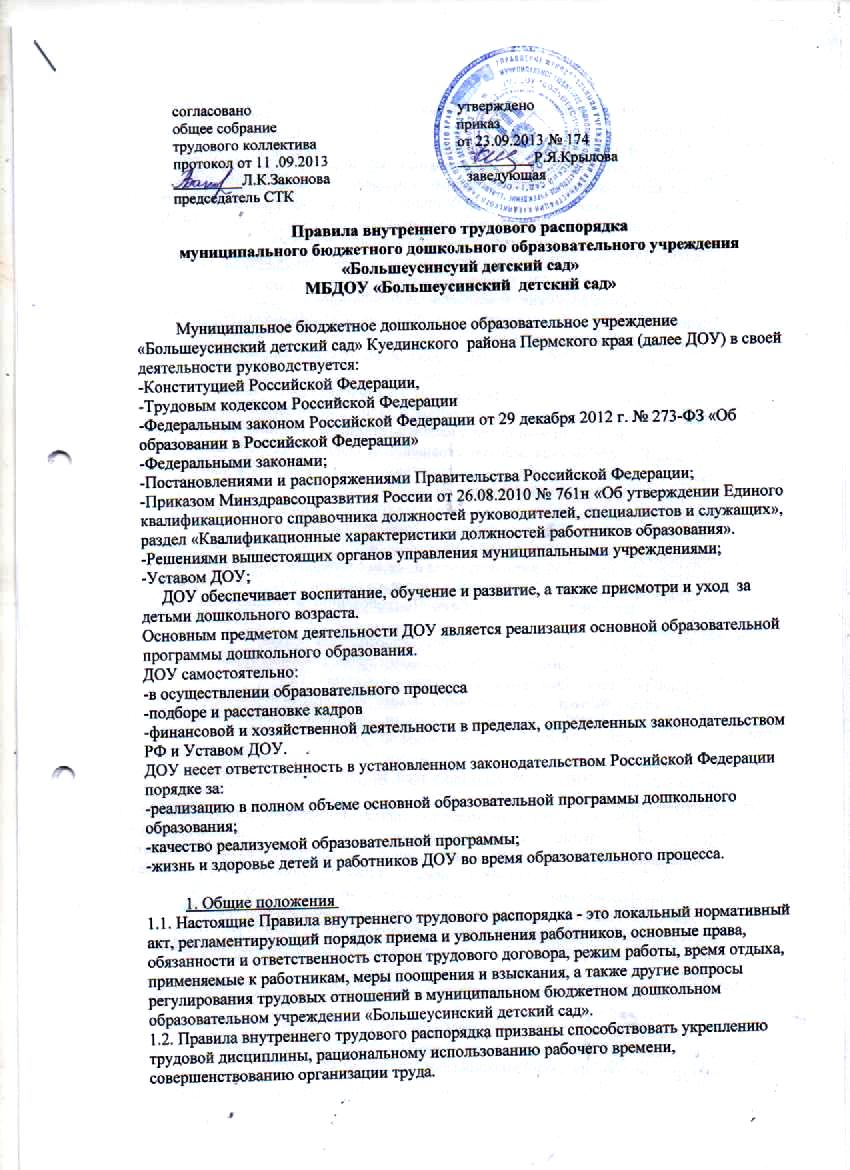 согласовано
общее собрание
трудового коллектива
протокол от 11 .09.2013
Л.К.Законова
председатель СТК
утверждено
приказ
от 23.09.2013 № 174
Р.Я.Крылова
заведующая
Правила внутреннего трудового распорядка
муниципального бюджетного дошкольного образовательного учреждения
«Большеусинсуий детский сад»
МБДОУ «Большеусинский детский сад»
Муниципальное бюджетное дошкольное образовательное учреждение
«Большеусинский детский сад» Куединского района Пермского края (далее ДОУ) в своей
деятельности руководствуется:
-Конституцией Российской Федерации,
-Трудовым кодексом Российской Федерации
-Федеральным законом Российской Федерации от 29 декабря 2012 г. № 273-ФЗ «Об
образовании в Российской Федерации»
-Федеральными законами;
-Постановлениями и распоряжениями Правительства Российской Федерации;
-Приказом Минздравсоцразвития России от 26.08.2010 № 761н «Об утверждении Единого
квалификационного справочника должностей руководителей, специалистов и служащих»,
раздел «Квалификационные характеристики должностей работников образования».
-Решениями вышестоящих органов управления муниципальными учреждениями;
-Уставом ДОУ;
ДОУ обеспечивает воспитание, обучение и развитие, а также присмотри и уход за
детьми дошкольного возраста.
Основным предметом деятельности ДОУ является реализация основной образовательной
программы дошкольного образования.
ДОУ самостоятельно:
-в осуществлении образовательного процесса
-подборе и расстановке кадров
-финансовой и хозяйственной деятельности в пределах, определенных законодательством
РФ и Уставом ДОУ.
ДОУ несет ответственность в установленном законодательством Российской Федерации
порядке за:
-реализацию в полном объеме основной образовательной программы дошкольного
образования;
-качество реализуемой образовательной программы;
-жизнь и здоровье детей и работников ДОУ во время образовательного процесса.
1. Общие положения
1.1. Настоящие Правила внутреннего трудового распорядка - это локальный нормативный
акт, регламентирующий порядок приема и увольнения работников, основные права,
обязанности и ответственность сторон трудового договора, режим работы, время отдыха,
применяемые к работникам, меры поощрения и взыскания, а также другие вопросы
регулирования трудовых отношений в муниципальном бюджетном дошкольном
образовательном учреждении «Большеусинский детский сад».
1.2. Правила внутреннего трудового распорядка призваны способствовать укреплению
трудовой дисциплины, рациональному использованию рабочего времени,
совершенствованию организации труда.